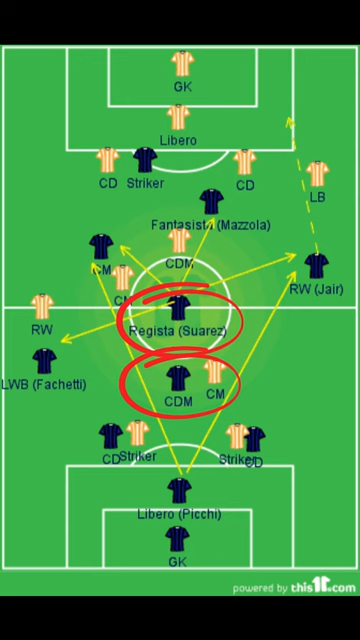 GK
Libero
CD
Striker
CD
LB
Fantasista (Mazzola)
CM
CDM
CM
RW (Jair)
RW
Regista (Suarez)
LWB (Fachetti)
CDM
CM
CD
Striker
Striker
CD
Libero (Picchi)
GK
powered by this11.com